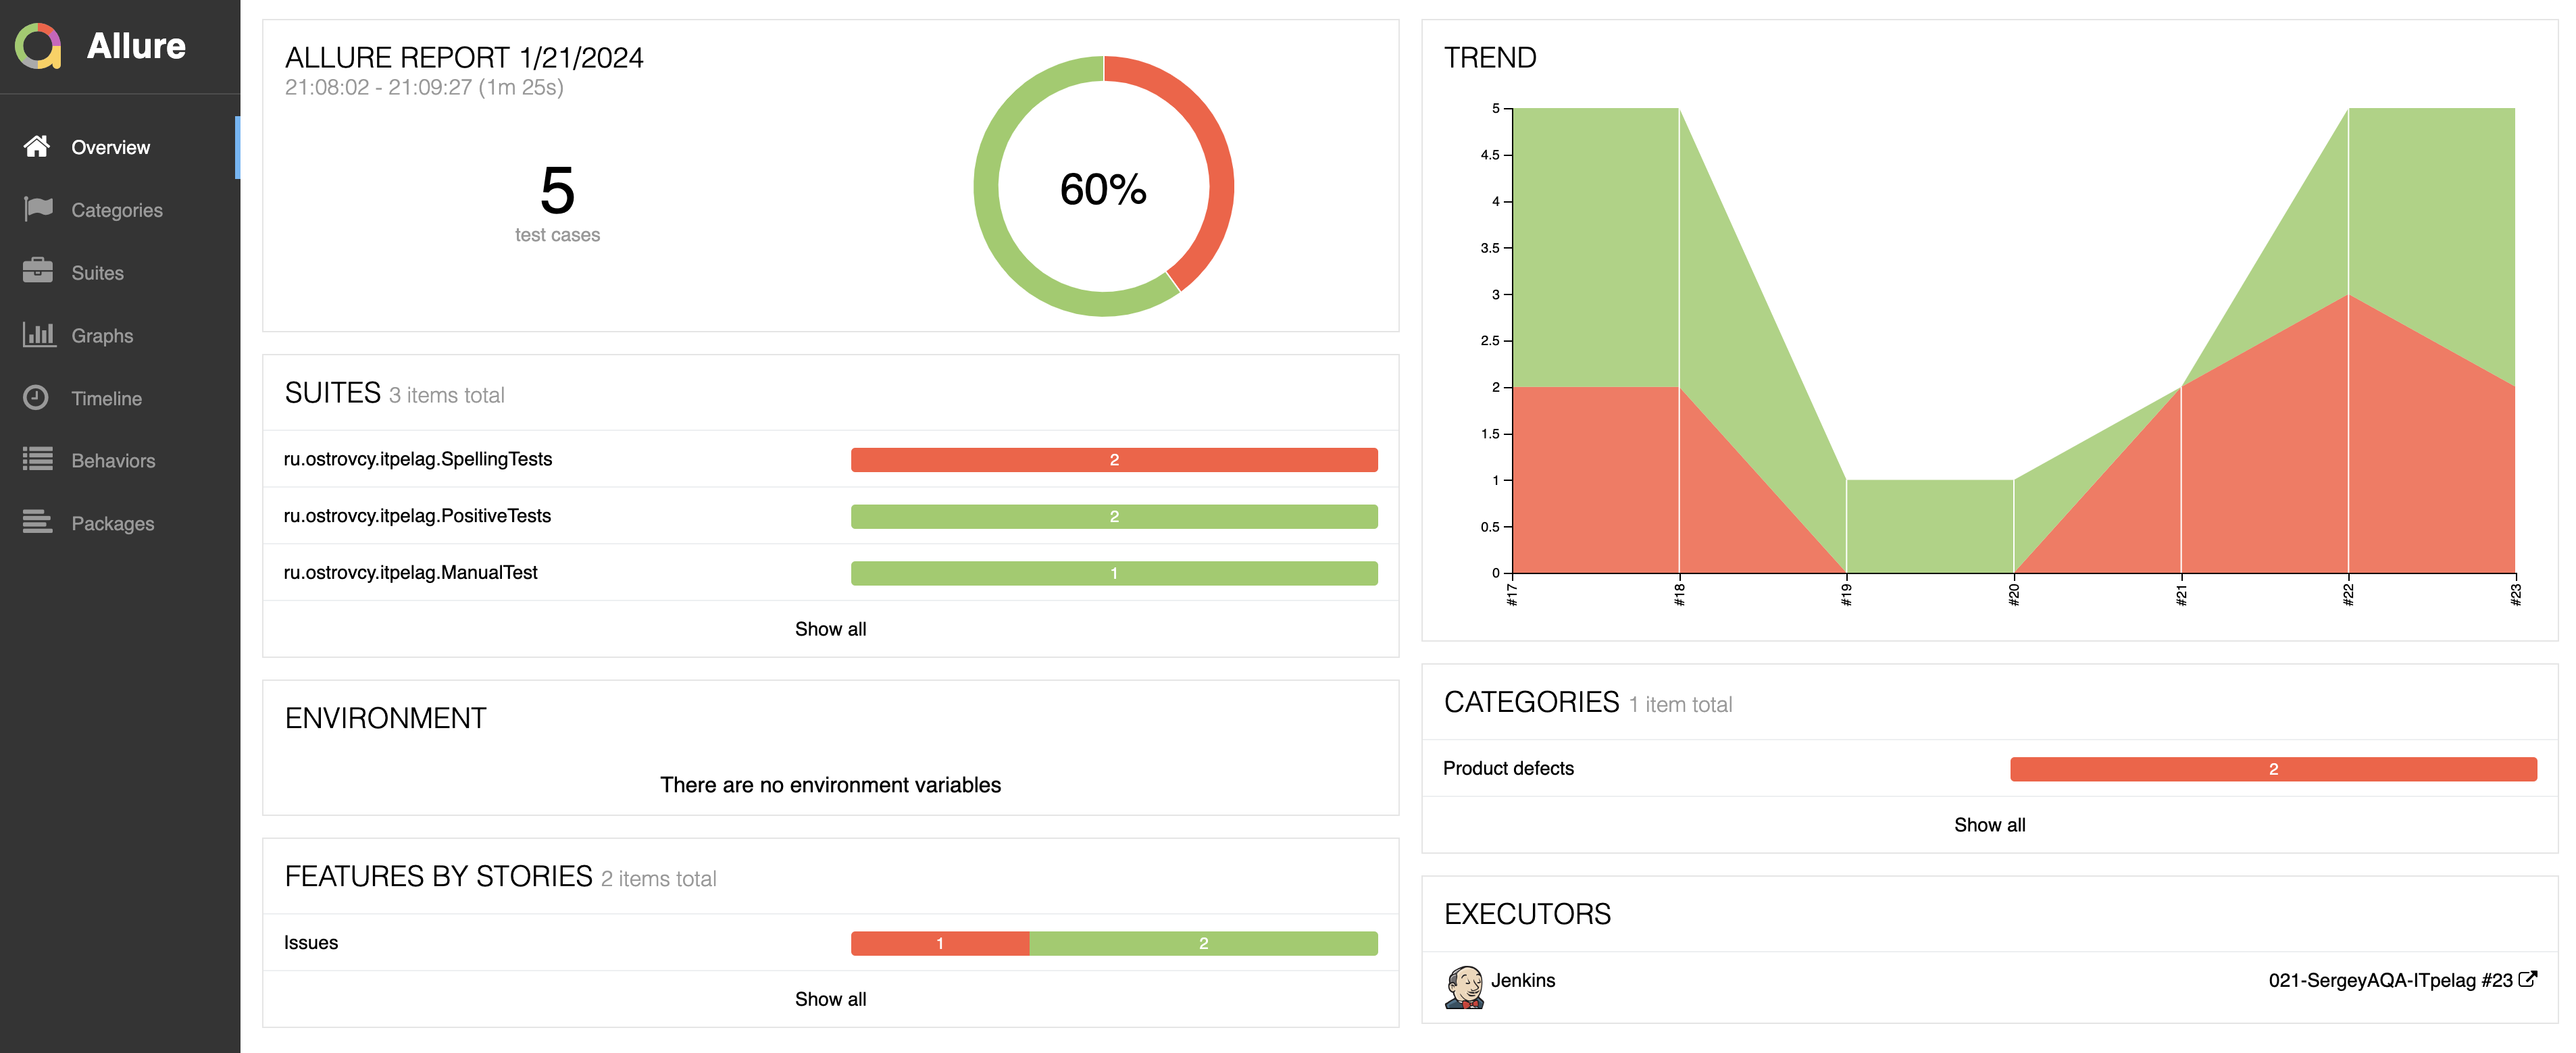 Allure
Overview
Categories
Suites
Graphs
Timeline
Behaviors
Packages
ALLURE REPORT 1/21/2024
21:08:02 - 21:09:27 (1m 25s)
5
test cases
60%
SUITES 3 items total
ru.ostrovcy.itpelag.SpellingTests 2
ru.ostrovcy.itpelag.PositiveTests 2
ru.ostrovcy.itpelag.ManualTest 1
Show all
ENVIRONMENT
There are no environment variables
FEATURES BY STORIES 2 items total
Issues 1 2
Show all
TREND
5
4.5
4
3.5
3
2.5
2
1.5
1
0.5
0
#17 #18 #19 #20 #21 #22 #23
CATEGORIES 1 item total
Product defects 2
Show all
EXECUTORS
Jenkins 021-SergeyAQA-ITpelag #23